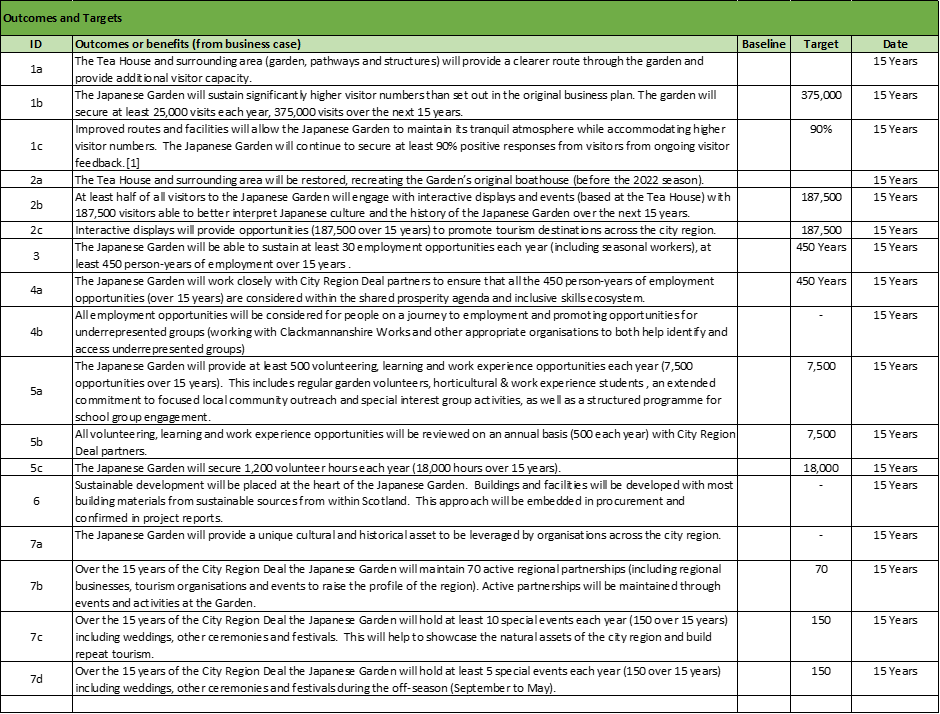 Outcomes and Targets
ID Outcomes or benefits (from business case) Baseline Target Date
1a The Tea House and surrounding area (garden, pathways and structures) will provide a clearer route through the garden and 15 Years
provide additional visitor capacity.
1b The Japanese Garden will sustain significantly higher visitor numbers than set out in the original business plan. The garden will 375,000 15 Years
secure at least 25,000 visits each year, 375,000 visits over the next 15 years.
1c Improved routes and facilities will allow the Japanese Garden to maintain its tranquil atmosphere while accommodating higher 90% 15 Years
visitor numbers. The Japanese Garden will continue to secure at least 90% positive responses from visitors from ongoing visitor
feedback.[1]
2a The Tea House and surrounding area will be restored, recreating the Garden's original boathouse (before the 2022 season). 15 Years
2b At least half of all visitors to the Japanese Garden will engage with interactive displays and events (based at the Tea House) with 187,500 15 Years
187,500 visitors able to better interpret Japanese culture and the history of the Japanese Garden over the next 15 years.
2c Interactive displays will provide opportunities (187,500 over 15 years) to promote tourism destinations across the city region. 187,500 15 Years
3 The Japanese Garden will be able to sustain at least 30 employment opportunities each year (including seasonal workers), at 450 Years 15 Years
least 450 person-years of employment over 15 years .
4a The Japanese Garden will work closely with City Region Deal partners to ensure that all the 450 person-years of employment 450 Years 15 Years
opportunities (over 15 years) are considered within the shared prosperity agenda and inclusive skills ecosystem.
4b All employment opportunities will be considered for people on a journey to employment and promoting opportunities for - 15 Years
underrepresented groups (working with Clackmannanshire Works and other appropriate organisations to both help identify and
access underrepresented groups)
5a The Japanese Garden will provide at least 500 volunteering, learning and work experience opportunities each year (7,500 7,500 15 Years
opportunities over 15 years). This includes regular garden volunteers, horticultural & work experience students , an extended
commitment to focused local community outreach and special interest group activities, as well as a structured programme for
school group engagement.
5b All volunteering, learning and work experience opportunities will be reviewed on an annual basis (500 each year) with City Region 7,500 15 Years
Deal partners.
5c The Japanese Garden will secure 1,200 volunteer hours each year (18,000 hours over 15 years). 18,000 15 Years
6 Sustainable development will be placed at the heart of the Japanese Garden. Buildings and facilities will be developed with most - 15 Years
building materials from sustainable sources from within Scotland. This approach will be embedded in procurement and
confirmed in project reports.
7a The Japanese Garden will provide a unique cultural and historical asset to be leveraged by organisations across the city region. - 15 Years
7b Over the 15 years of the City Region Deal the Japanese Garden will maintain 70 active regional partnerships (including regional 70 15 Years
businesses, tourism organisations and events to raise the profile of the region). Active partnerships will be maintained through
events and activities at the Garden.
7c Over the 15 years of the City Region Deal the Japanese Garden will hold at least 10 special events each year (150 over 15 years) 150 15 Years
including weddings, other ceremonies and festivals. This will help to showcase the natural assets of the city region and build
repeat tourism.
7d Over the 15 years of the City Region Deal the Japanese Garden will hold at least 5 special events each year (150 over 15 years) 150 15 Years
including weddings, other ceremonies and festivals during the off-season (September to May).